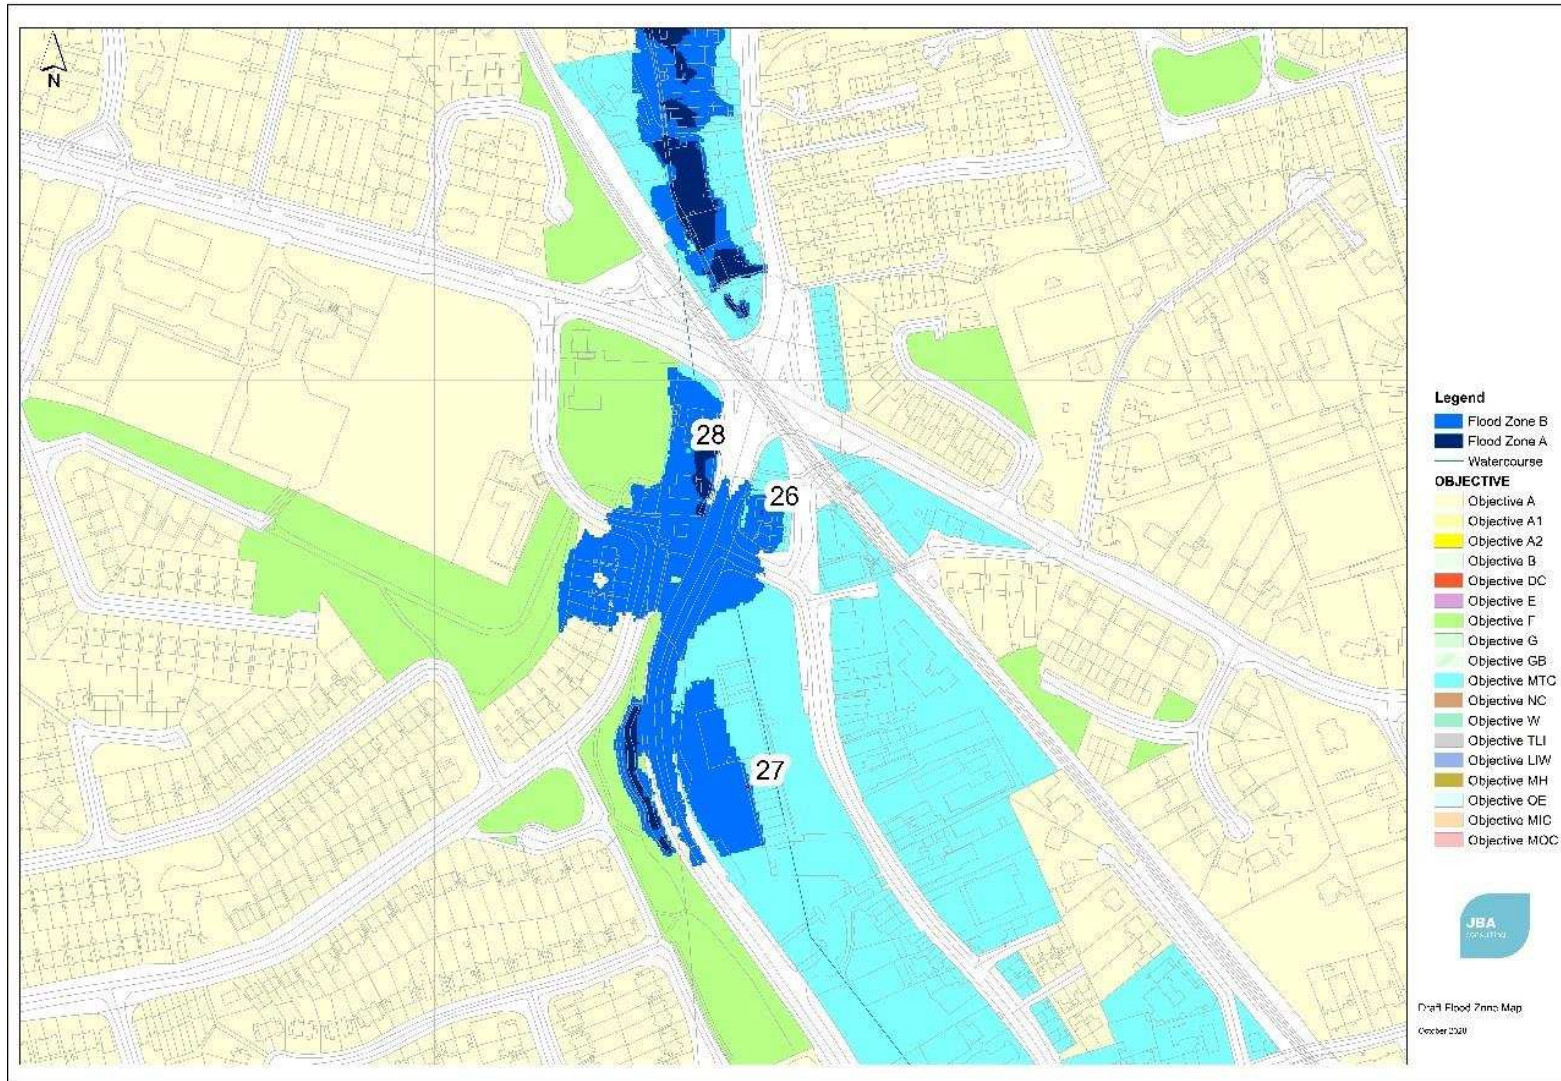 N
28
26
27
Legend
Flood Zone B
Flood Zone A
Watercourse
OBJECTIVE
Objective A
Objective A1
Objective A2
Objective B
Objective DC
Objective E
Objective F
Objective G
Objective GB
Objective MTC
Objective NC
Objective W
Objective TLI
Objective LIW
Objective MH
Objective OE
Objective MIC
Objective MOC
JBA
consulting
Draft Flood Zone Map
October 2020